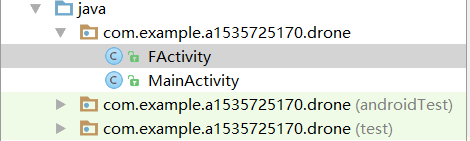 java
com.example.a1535725170.drone
FActivity
MainActivity
com.example.a1535725170.drone (androidTest)
com.example.a1535725170.drone (test)